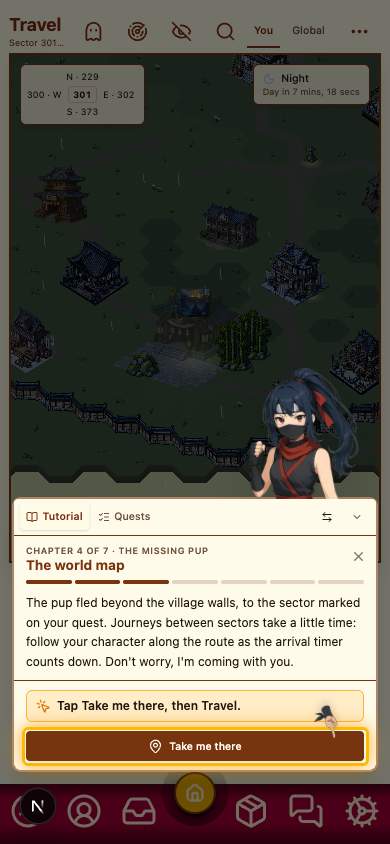 Travel
Sector 301...
You
Global
N · 229
300 · W 301 E · 302
S · 373
Night
Day in 7 mins, 18 secs
Tutorial
Quests
CHAPTER 4 OF 7 · THE MISSING PUP
The world map
The pup fled beyond the village walls, to the sector marked
on your quest. Journeys between sectors take a little time:
follow your character along the route as the arrival timer
counts down. Don't worry, I'm coming with you.
Tap Take me there, then Travel.
Take me there
N